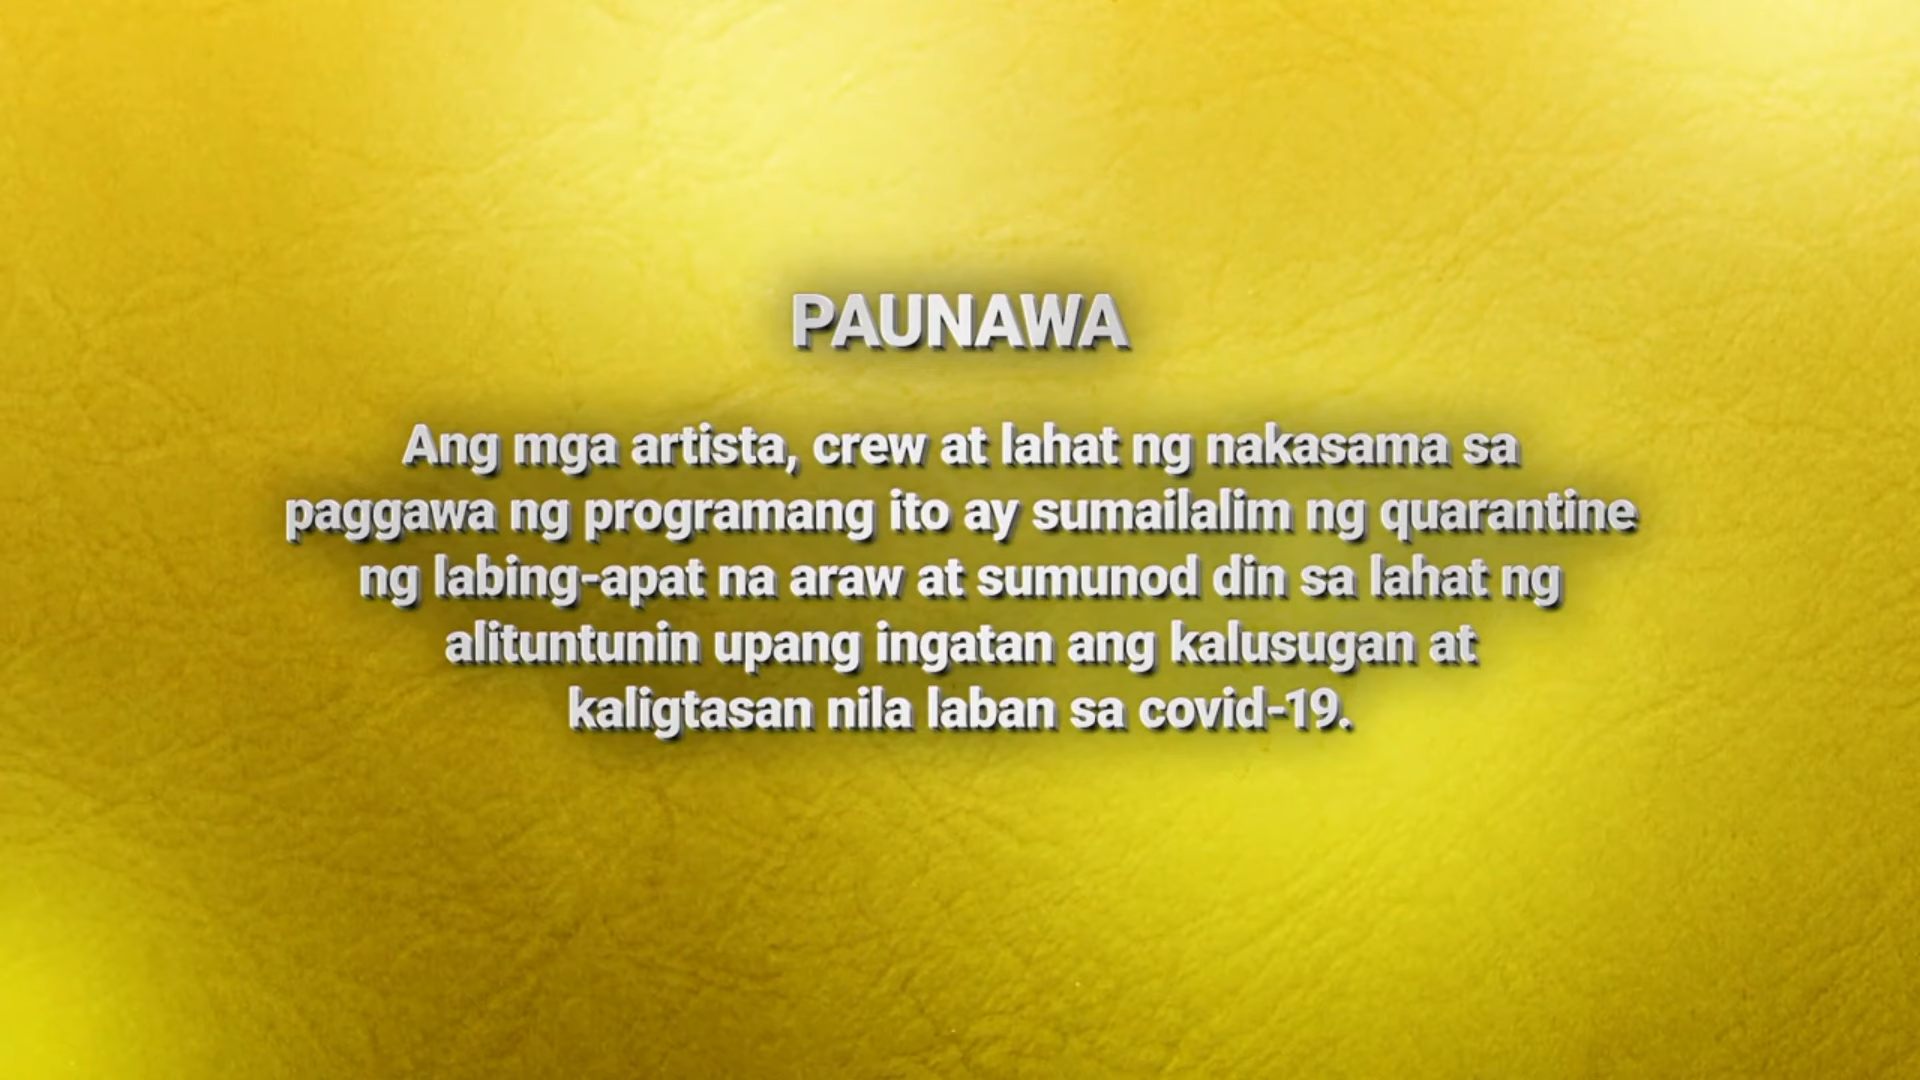 PAUNAWA
Ang mga artista, crew at lahat ng nakasama sa
paggawa ng programang ito ay sumailalim ng quarantine
ng labing-apat na araw at sumunod din sa lahat ng
alituntunin upang ingatan ang kalusugan at
kaligtasan nila laban sa covid-19.